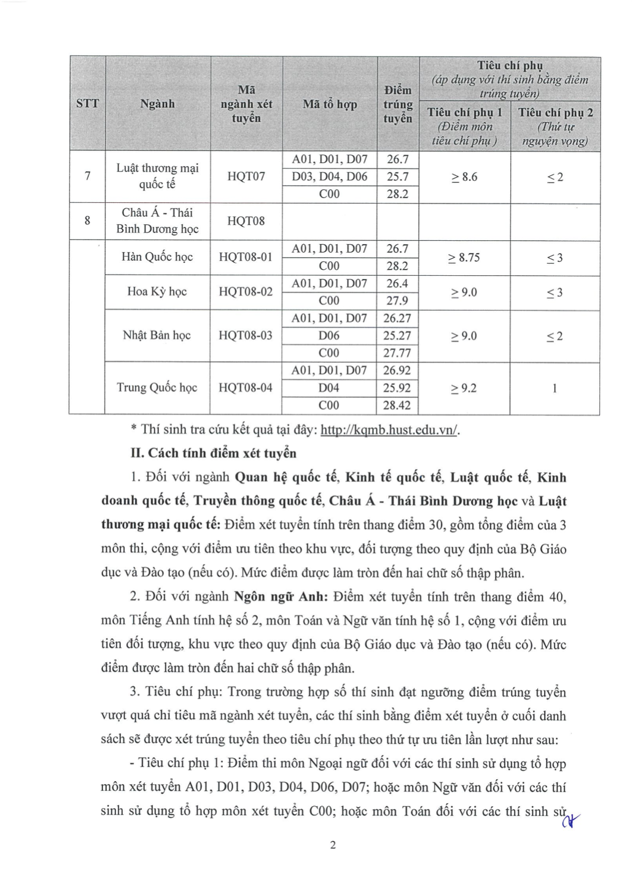 STT | Ngành | Mã ngành xét tuyển | Mã tổ hợp | Điểm trúng tuyển | Tiêu chí phụ (áp dụng với thí sinh bằng điểm trúng tuyển)
Tiêu chí phụ 1 (Điểm môn tiêu chí phụ ) | Tiêu chí phụ 2 (Thứ tự nguyện vọng)
7 | Luật thương mại quốc tế | HQT07 | A01, D01, D07 | 26.7 | ≥ 8.6 | ≤ 2
D03, D04, D06 | 25.7
C00 | 28.2
8 | Châu Á - Thái Bình Dương học | HQT08
Hàn Quốc học | HQT08-01 | A01, D01, D07 | 26.7 | ≥ 8.75 | ≤ 3
C00 | 28.2
Hoa Kỳ học | HQT08-02 | A01, D01, D07 | 26.4 | ≥ 9.0 | ≤ 3
C00 | 27.9
Nhật Bản học | HQT08-03 | A01, D01, D07 | 26.27 | ≥ 9.0 | ≤ 2
D06 | 25.27
C00 | 27.77
Trung Quốc học | HQT08-04 | A01, D01, D07 | 26.92 | ≥ 9.2 | 1
D04 | 25.92
C00 | 28.42
* Thí sinh tra cứu kết quả tại đây: http://kqmb.hust.edu.vn/.
II. Cách tính điểm xét tuyển
1. Đối với ngành Quan hệ quốc tế, Kinh tế quốc tế, Luật quốc tế, Kinh
doanh quốc tế, Truyền thông quốc tế, Châu Á - Thái Bình Dương học và Luật
thương mại quốc tế: Điểm xét tuyển tính trên thang điểm 30, gồm tổng điểm của 3
môn thi, cộng với điểm ưu tiên theo khu vực, đối tượng theo quy định của Bộ Giáo
dục và Đào tạo (nếu có). Mức điểm được làm tròn đến hai chữ số thập phân.
2. Đối với ngành Ngôn ngữ Anh: Điểm xét tuyển tính trên thang điểm 40,
môn Tiếng Anh tính hệ số 2, môn Toán và Ngữ văn tính hệ số 1, cộng với điểm ưu
tiên đối tượng, khu vực theo quy định của Bộ Giáo dục và Đào tạo (nếu có). Mức
điểm được làm tròn đến hai chữ số thập phân.
3. Tiêu chí phụ: Trong trường hợp số thí sinh đạt ngưỡng điểm trúng tuyển
vượt quá chỉ tiêu mã ngành xét tuyển, các thí sinh bằng điểm xét tuyển ở cuối danh
sách sẽ được xét trúng tuyển theo tiêu chí phụ theo thứ tự ưu tiên lần lượt như sau:
- Tiêu chí phụ 1: Điểm thi môn Ngoại ngữ đối với các thí sinh sử dụng tổ hợp
môn xét tuyển A01, D01, D03, D04, D06, D07; hoặc môn Ngữ văn đối với các thí
sinh sử dụng tổ hợp môn xét tuyển C00; hoặc môn Toán đối với các thí sinh sử
2